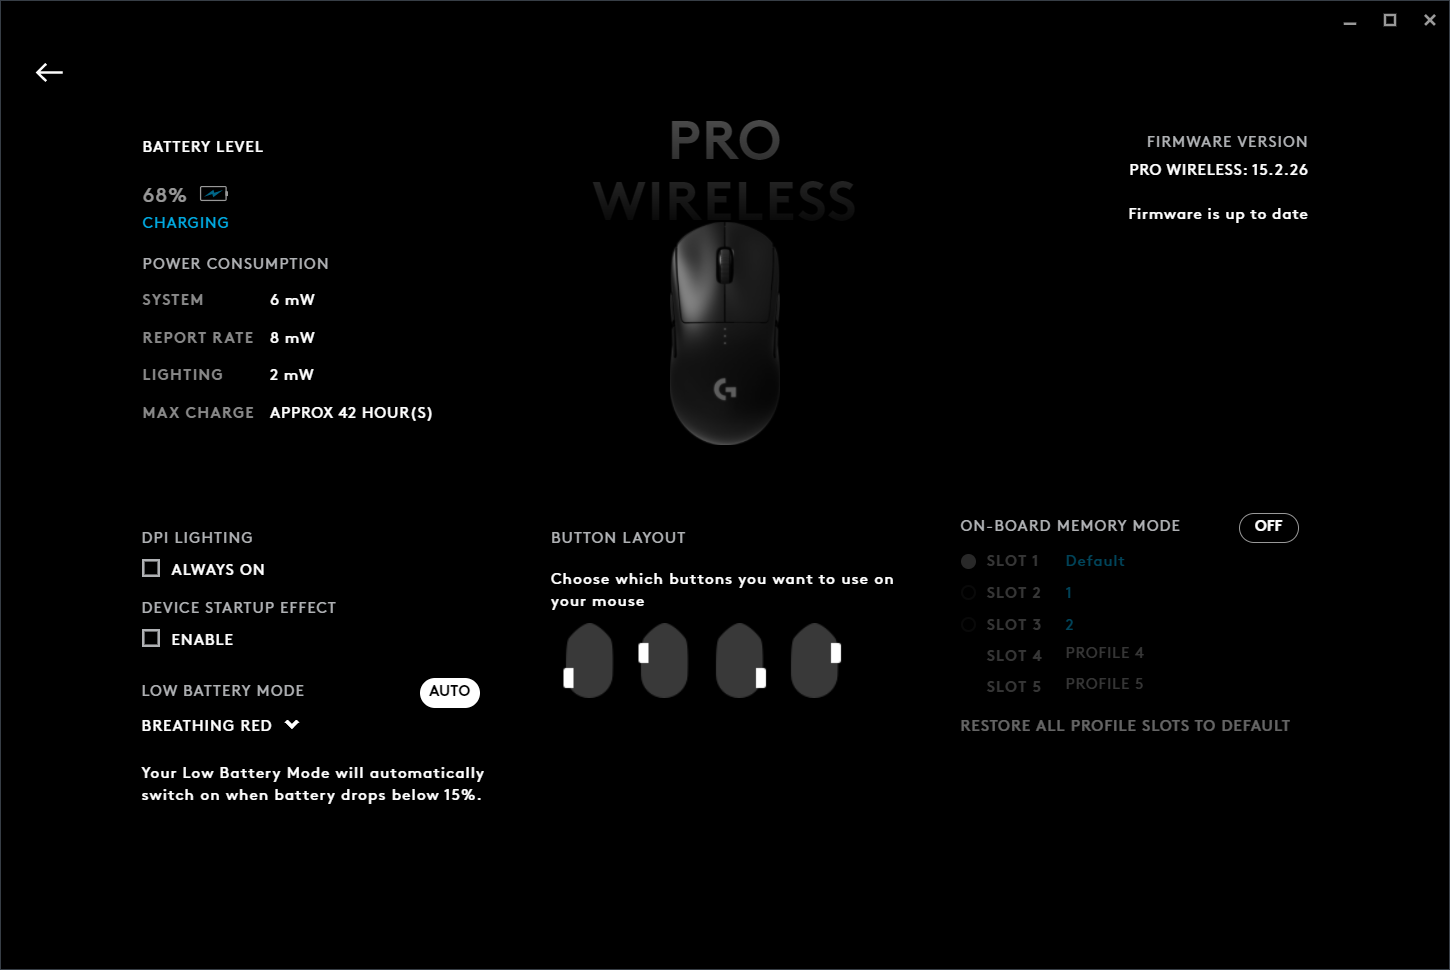 BATTERY LEVEL
68%
CHARGING
POWER CONSUMPTION
SYSTEM 6 mW
REPORT RATE 8 mW
LIGHTING 2 mW
MAX CHARGE APPROX 42 HOUR(S)
PRO
WIRELESS
FIRMWARE VERSION
PRO WIRELESS: 15.2.26
Firmware is up to date
DPI LIGHTING
ALWAYS ON
DEVICE STARTUP EFFECT
ENABLE
LOW BATTERY MODE AUTO
BREATHING RED
Your Low Battery Mode will automatically
switch on when battery drops below 15%.
BUTTON LAYOUT
Choose which buttons you want to use on
your mouse
ON-BOARD MEMORY MODE OFF
SLOT 1 Default
SLOT 2 1
SLOT 3 2
SLOT 4 PROFILE 4
SLOT 5 PROFILE 5
RESTORE ALL PROFILE SLOTS TO DEFAULT